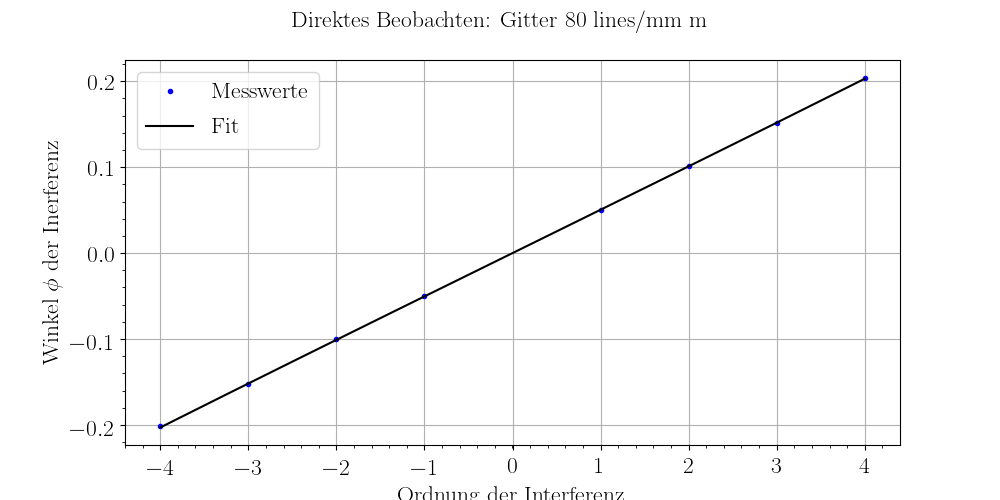 Direktes Beobachten: Gitter 80 lines/mm m
Messwerte
Fit
Winkel ϕ der Inerferenz
0.2
0.1
0.0
−0.1
−0.2
−4 −3 −2 −1 0 1 2 3 4
Ordnung der Interferenz